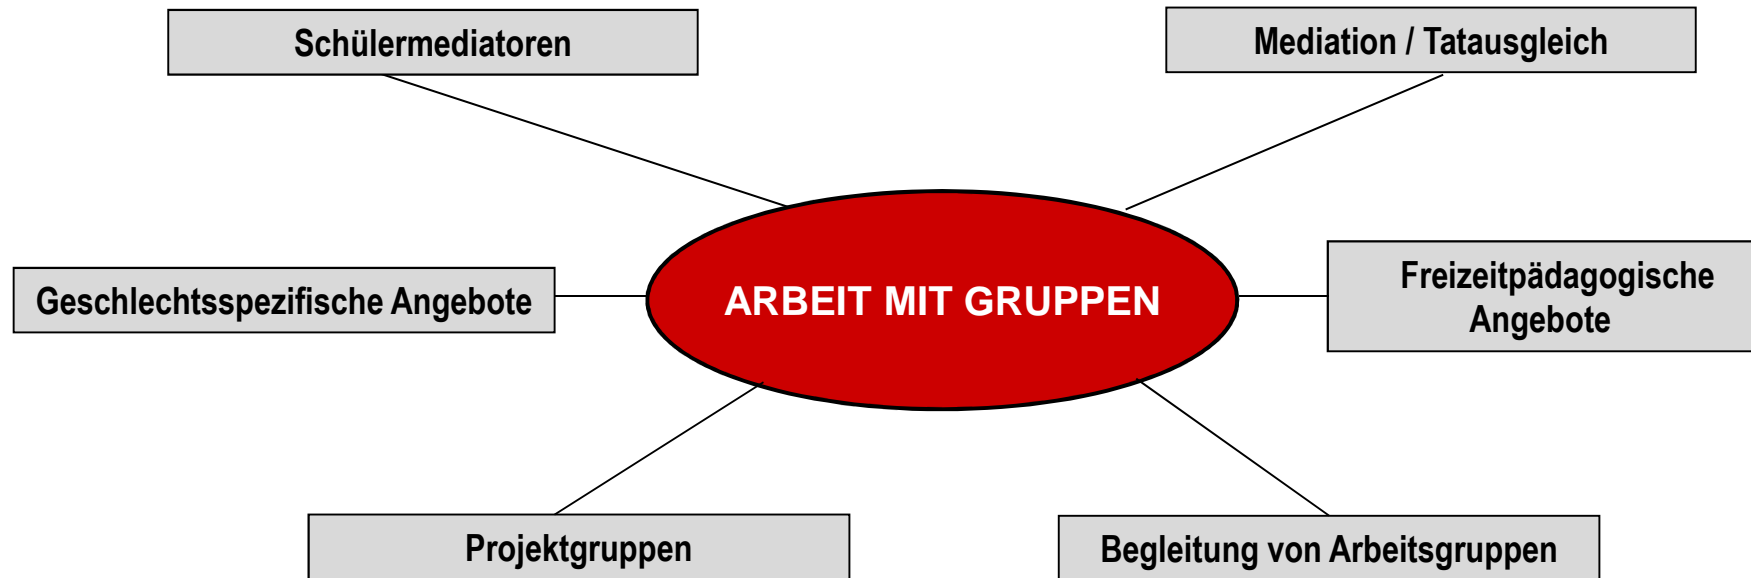 Schülermediatoren
Mediation / Tatausgleich
Geschlechtsspezifische Angebote
ARBEIT MIT GRUPPEN
Freizeitpädagogische
Angebote
Projektgruppen
Begleitung von Arbeitsgruppen